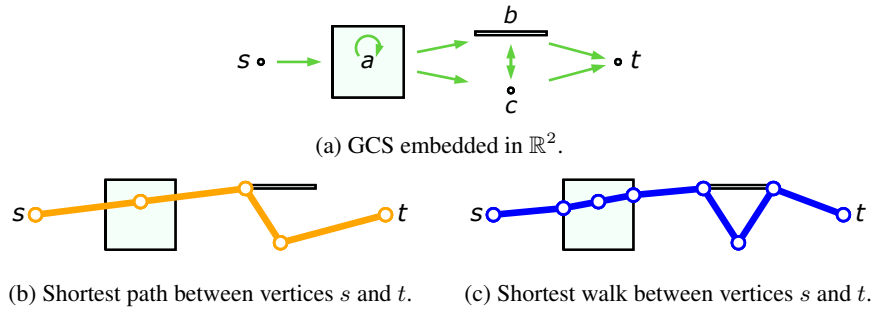 b
s a t
c
(a) GCS embedded in ℝ².
s t s t
(b) Shortest path between vertices s and t. (c) Shortest walk between vertices s and t.